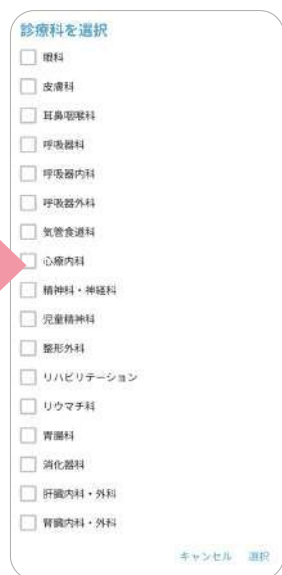 診療科を選択
眼科
皮膚科
耳鼻咽喉科
呼吸器科
呼吸器内科
呼吸器外科
気管食道科
心療内科
精神科・神経科
児童精神科
整形外科
リハビリテーション
リウマチ科
胃腸科
消化器科
肝臓内科・外科
腎臓内科・外科
キャンセル 選択